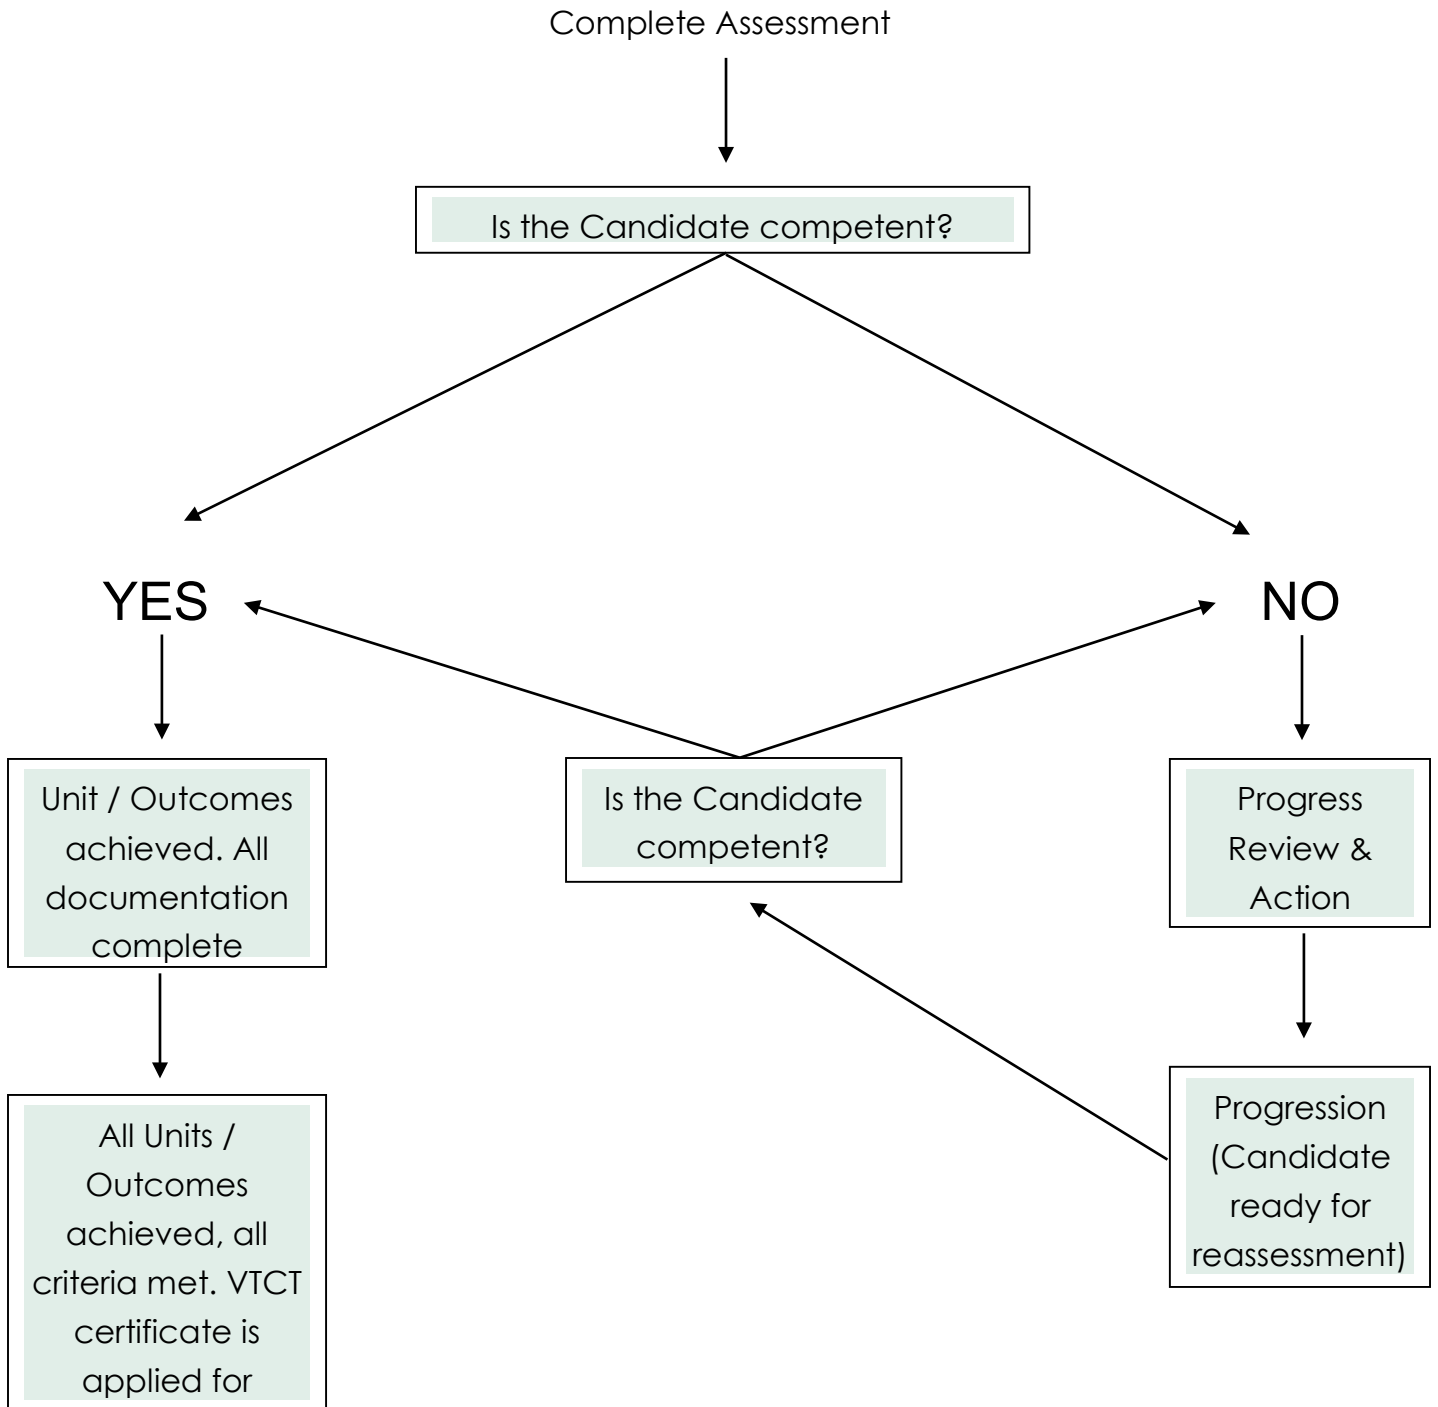 Complete Assessment
Is the Candidate competent?
YES
NO
Unit / Outcomes
achieved. All
documentation
complete
Is the Candidate
competent?
Progress
Review &
Action
All Units /
Outcomes
achieved, all
criteria met. VTCT
certificate is
applied for
Progression
(Candidate
ready for
reassessment)